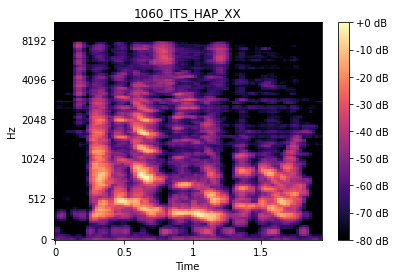 1060_ITS_HAP_XX
8192
4096
2048
1024
512
0
Hz
0
0.5
1
1.5
Time
+0 dB
-10 dB
-20 dB
-30 dB
-40 dB
-50 dB
-60 dB
-70 dB
-80 dB